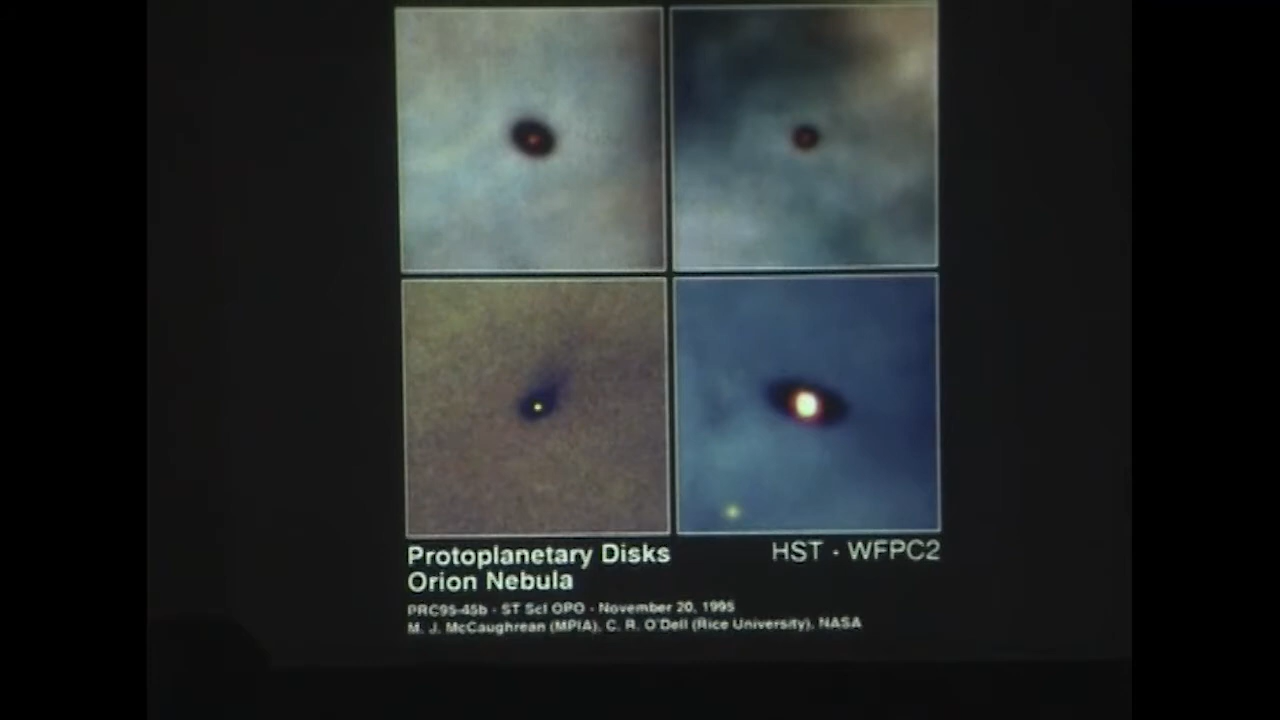 Protoplanetary Disks HST · WFPC2
Orion Nebula
PRC95-45b · ST ScI OPO · November 20, 1995
M. J. McCaughrean (MPIA), C. R. O'Dell (Rice University), NASA